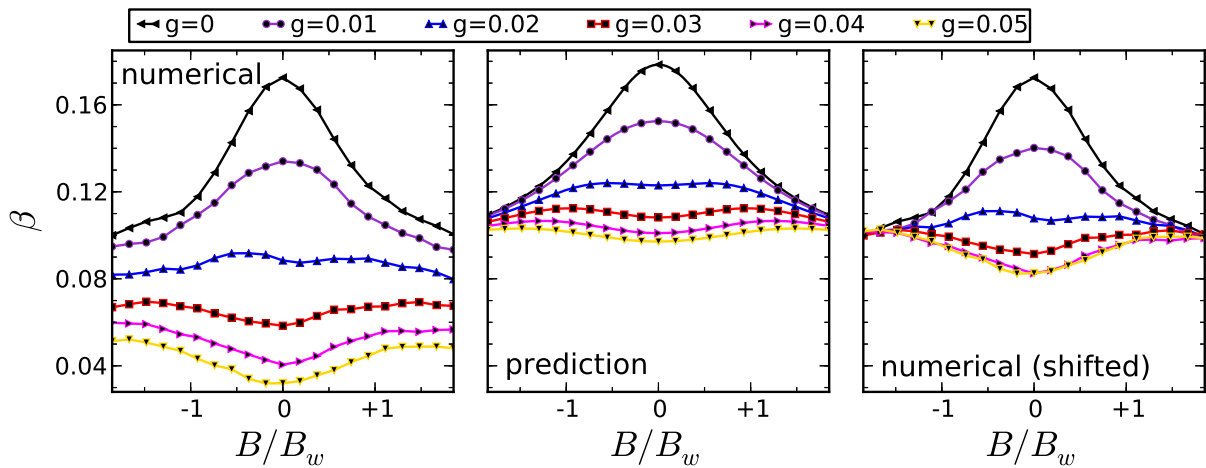 g=0 g=0.01 g=0.02 g=0.03 g=0.04 g=0.05
numerical
prediction
numerical (shifted)
β
0.16
0.12
0.08
0.04
-1 0 +1 -1 0 +1 -1 0 +1
B/B_w B/B_w B/B_w